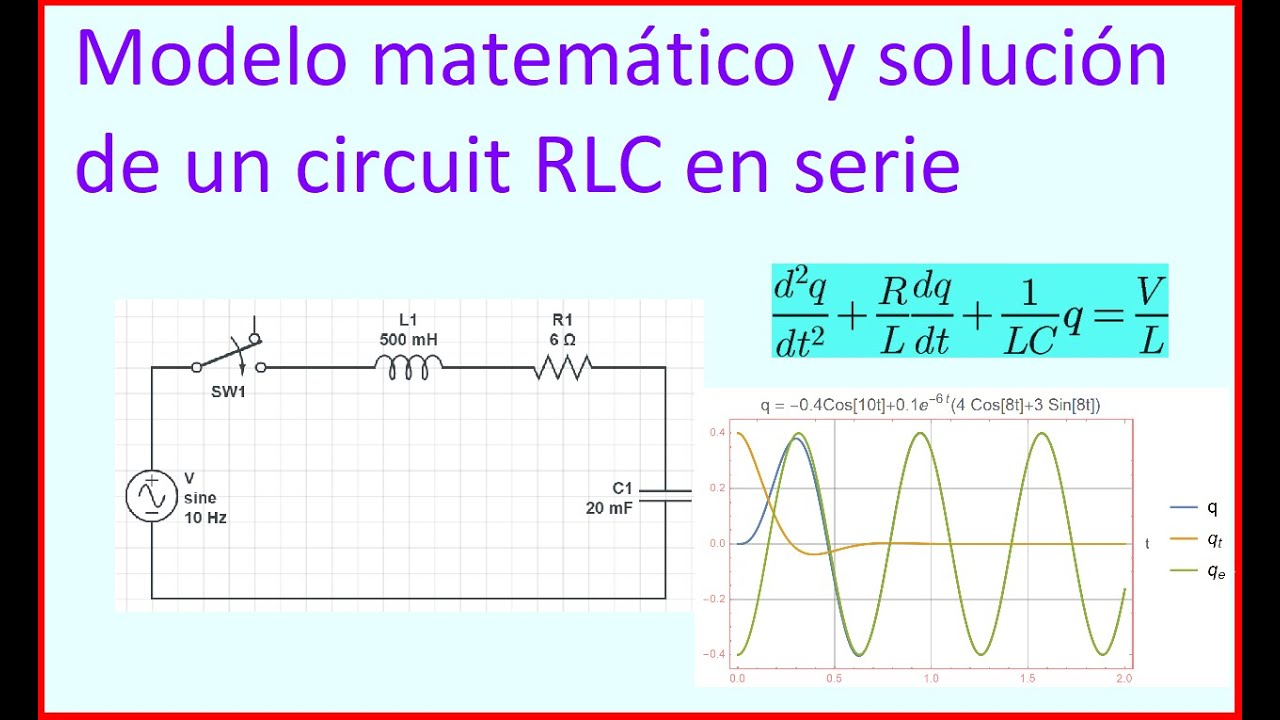 Modelo matemático y solución
de un circuit RLC en serie
d²q/dt² + R/L dq/dt + 1/LC q = V/L
L1
500 mH
R1
6 Ω
SW1
V
sine
10 Hz
C1
20 mF
q = −0.4Cos[10t]+0.1e^−6 t(4 Cos[8t]+3 Sin[8t])
0.4
0.2
0.0
−0.2
−0.4
0.0 0.5 1.0 1.5 2.0
t
q
qt
qe